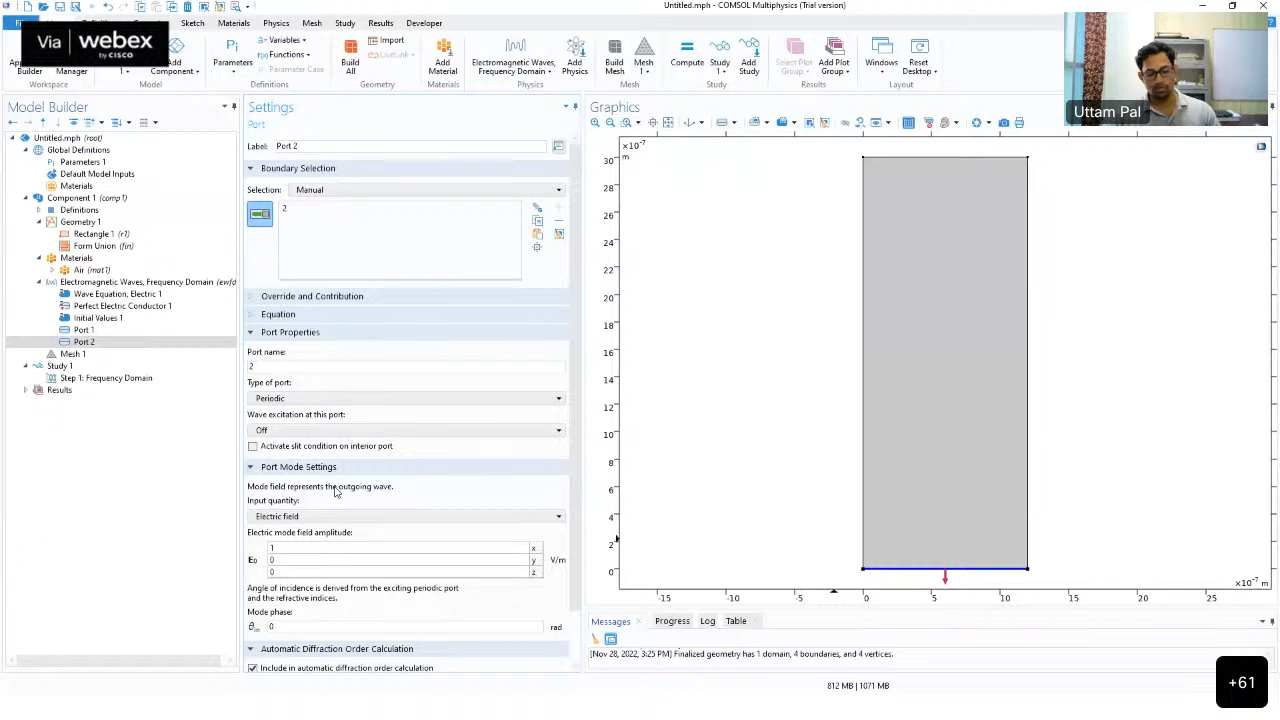 Untitled.mph - COMSOL Multiphysics (Trial version)
Sketch Materials Physics Mesh Study Results Developer
Via webex
by CISCO
Builder Manager
Workspace
Component
Model
Parameters
Variables
Functions
Parameter Case
Definitions
Build All
Import
LiveLink
Geometry
Add Material
Materials
Electromagnetic Waves, Frequency Domain
Add Physics
Physics
Build Mesh
Mesh 1
Mesh
Compute
Study 1
Add Study
Study
Select Plot Group
Add Plot Group
Results
Windows
Reset Desktop
Layout
Uttam Pal
Model Builder
Untitled.mph (root)
Global Definitions
Parameters 1
Default Model Inputs
Materials
Component 1 (comp1)
Definitions
Geometry 1
Rectangle 1 (r1)
Form Union (fin)
Materials
Air (mat1)
Electromagnetic Waves, Frequency Domain (ewfd
Wave Equation, Electric 1
Perfect Electric Conductor 1
Initial Values 1
Port 1
Port 2
Mesh 1
Study 1
Step 1: Frequency Domain
Results
Settings
Port
Label: Port 2
Boundary Selection
Selection: Manual
2
Override and Contribution
Equation
Port Properties
Port name:
2
Type of port:
Periodic
Wave excitation at this port:
Off
Activate slit condition on interior port
Port Mode Settings
Mode field represents the outgoing wave.
Input quantity:
Electric field
Electric mode field amplitude:
E₀
1 x
0 y V/m
0 z
Angle of incidence is derived from the exciting periodic port
and the refractive indices.
Mode phase:
θin 0 rad
Automatic Diffraction Order Calculation
Include in automatic diffraction order calculation
Graphics
×10⁻⁷
m
30
28
26
24
22
20
18
16
14
12
10
8
6
4
2
0
-15 -10 -5 0 5 10 15 20 25
×10⁻⁷ m
Messages Progress Log Table
[Nov 28, 2022, 3:25 PM] Finalized geometry has 1 domain, 4 boundaries, and 4 vertices.
812 MB | 1071 MB
+61